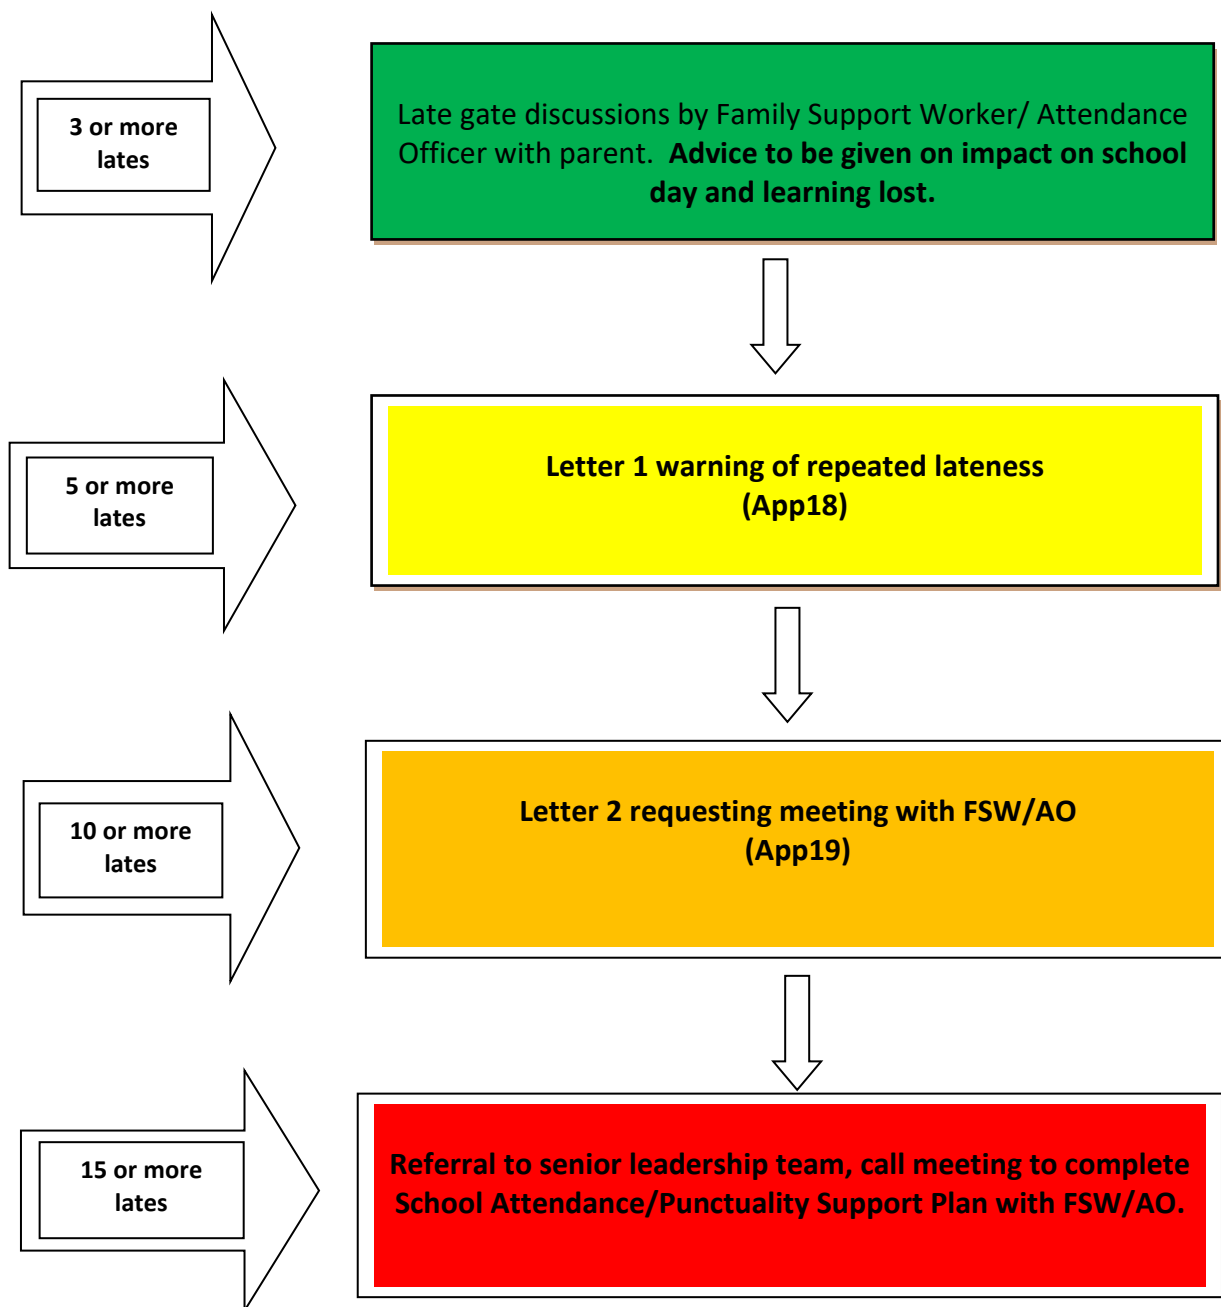 3 or more
lates
Late gate discussions by Family Support Worker/ Attendance
Officer with parent.  Advice to be given on impact on school
day and learning lost.
5 or more
lates
Letter 1 warning of repeated lateness
(App18)
10 or more
lates
Letter 2 requesting meeting with FSW/AO
(App19)
15 or more
lates
Referral to senior leadership team, call meeting to complete
School Attendance/Punctuality Support Plan with FSW/AO.